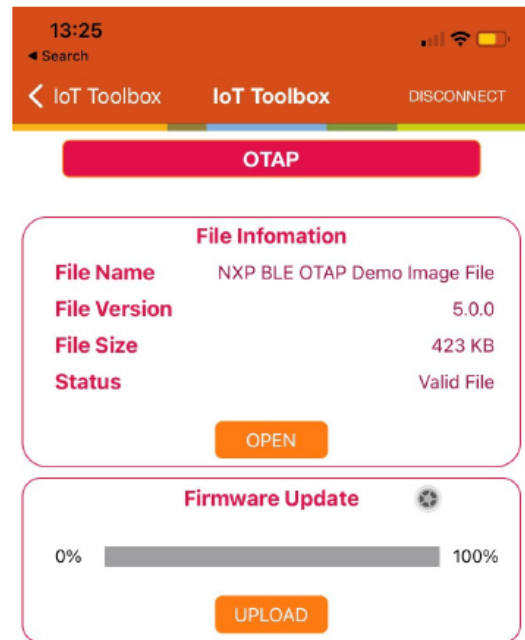 13:25
◀ Search
IoT Toolbox IoT Toolbox DISCONNECT
OTAP
File Infomation
File Name NXP BLE OTAP Demo Image File
File Version 5.0.0
File Size 423 KB
Status Valid File
OPEN
Firmware Update
0% 100%
UPLOAD